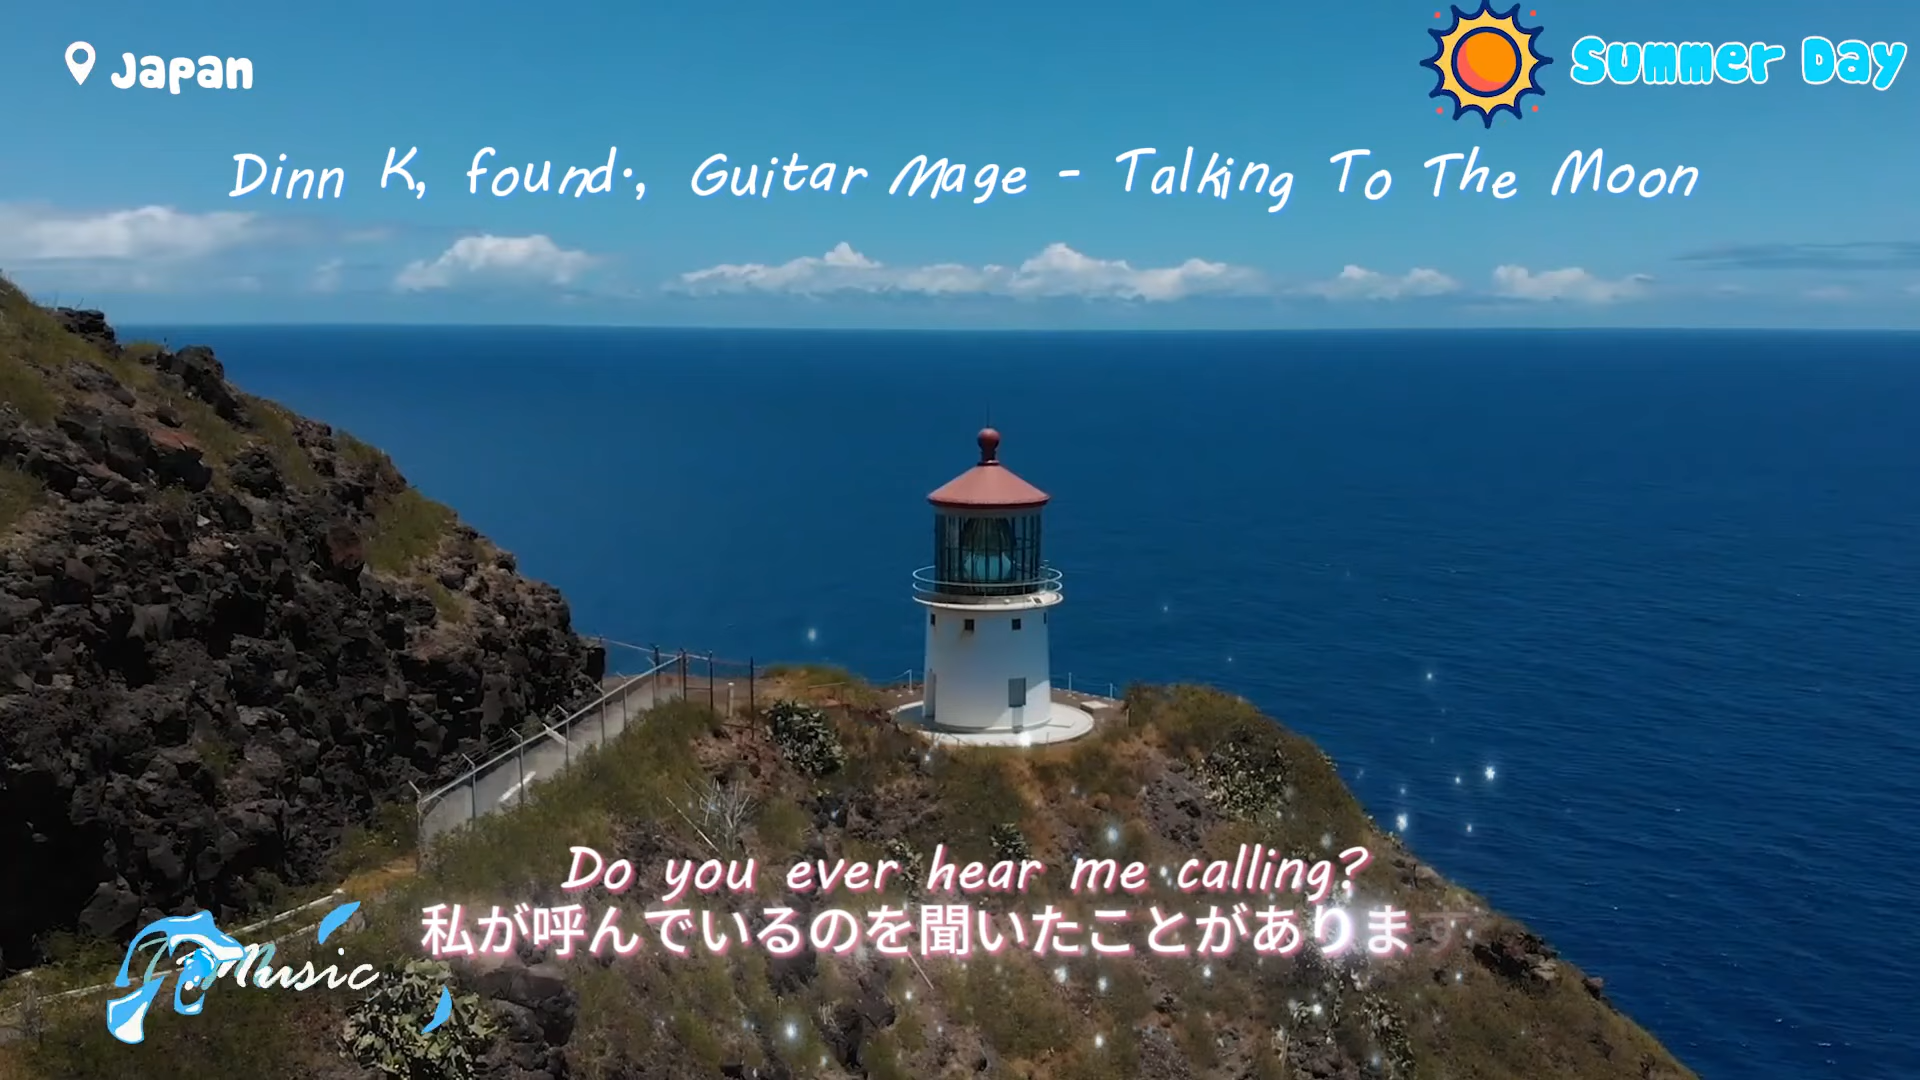 Japan
Summer Day
Dinn K, found., Guitar Mage - Talking To The Moon
Do you ever hear me calling?
私が呼んでいるのを聞いたことがあります
Music